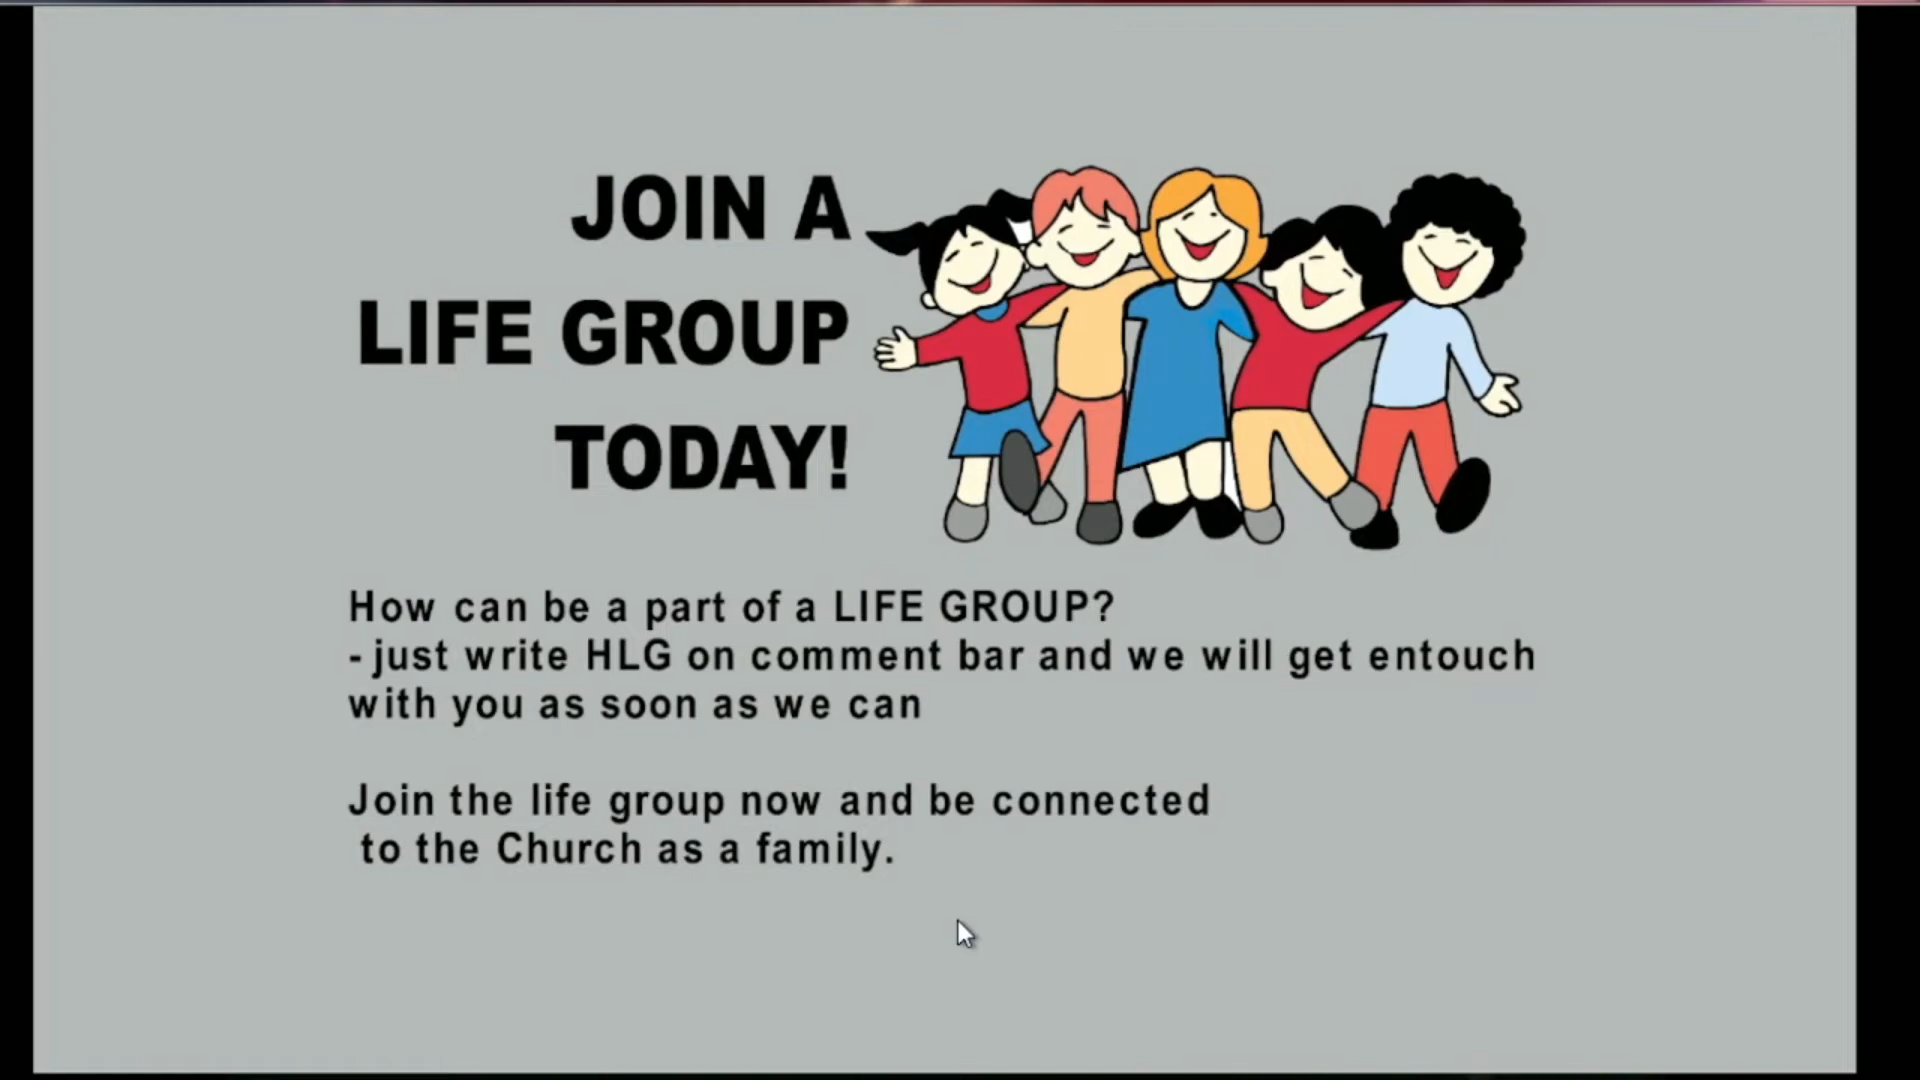 JOIN A
LIFE GROUP
TODAY!
How can be a part of a LIFE GROUP?
- just write HLG on comment bar and we will get entouch
with you as soon as we can
Join the life group now and be connected
to the Church as a family.